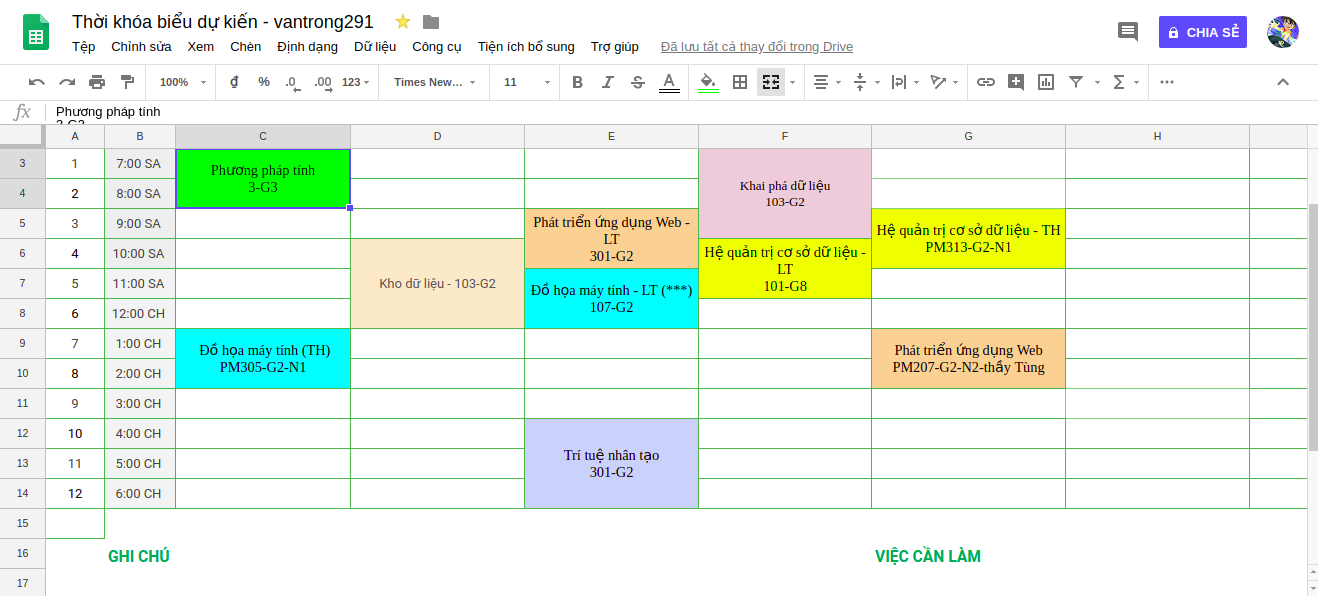 Thời khóa biểu dự kiến - vantrong291
Tệp Chỉnh sửa Xem Chèn Định dạng Dữ liệu Công cụ Tiện ích bổ sung Trợ giúp Đã lưu tất cả thay đổi trong Drive
CHIA SẺ
100% ₫ % .0 .00 123 Times New... 11 B I S A
fx Phương pháp tính
3-G3
A B C D E F G H
3 1 7:00 SA
4 2 8:00 SA
Phương pháp tính
3-G3
Khai phá dữ liệu
103-G2
5 3 9:00 SA
6 4 10:00 SA
Phát triển ứng dụng Web -
LT
301-G2
Hệ quản trị cơ sở dữ liệu - TH
PM313-G2-N1
Kho dữ liệu - 103-G2
Hệ quản trị cơ sở dữ liệu -
LT
101-G8
7 5 11:00 SA
8 6 12:00 CH
Đồ họa máy tính - LT (***)
107-G2
9 7 1:00 CH
10 8 2:00 CH
Đồ họa máy tính (TH)
PM305-G2-N1
Phát triển ứng dụng Web
PM207-G2-N2-thầy Tùng
11 9 3:00 CH
12 10 4:00 CH
13 11 5:00 CH
14 12 6:00 CH
Trí tuệ nhân tạo
301-G2
15
16 GHI CHÚ VIỆC CẦN LÀM
17